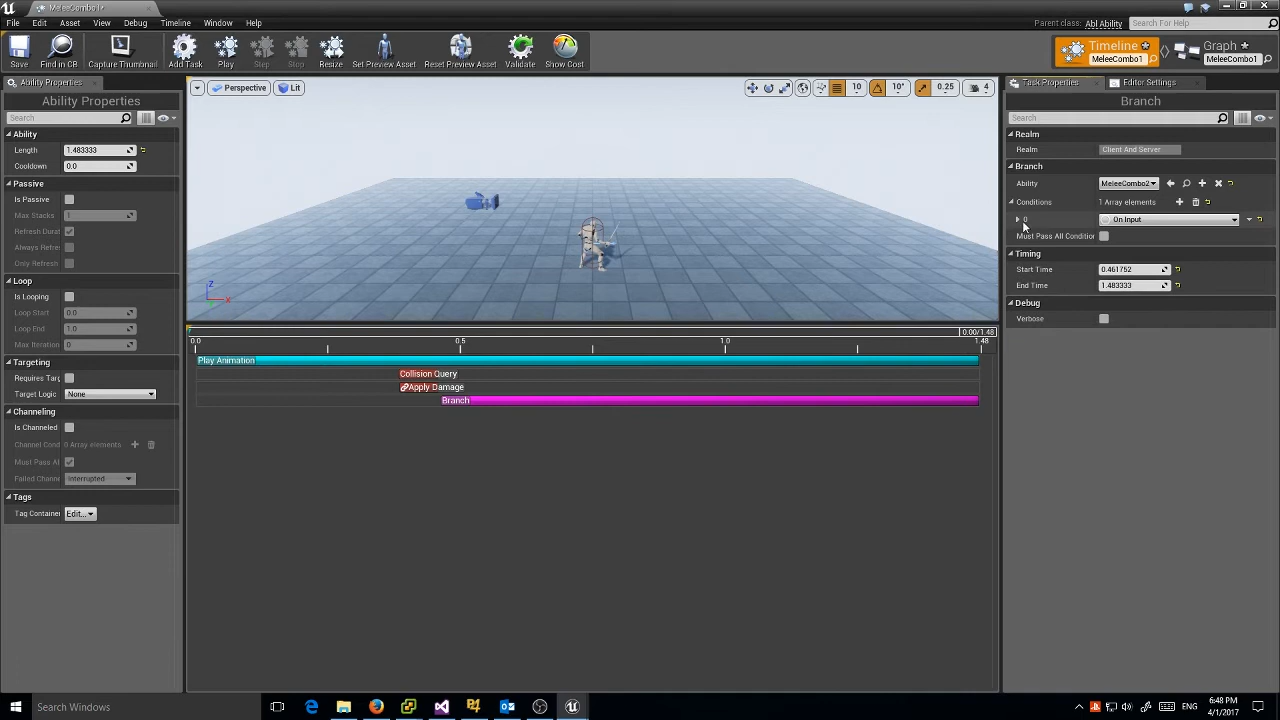 MeleeCombo1*
File Edit Asset View Debug Timeline Window Help
Parent class: Abl Ability
Search For Help
Save
Find in CB
Capture Thumbnail
Add Task
Play
Step
Stop
Resize
Set Preview Asset
Reset Preview Asset
Validate
Show Cost
Timeline
MeleeCombo1
Graph
MeleeCombo1
Ability Properties
Ability Properties
Search
Ability
Length 1.483333
Cooldown 0.0
Passive
Is Passive
Max Stacks 1
Refresh Dura
Always Refre
Only Refresh
Loop
Is Looping
Loop Start 0.0
Loop End 1.0
Max Iteration 0
Targeting
Requires Targ
Target Logic None
Channeling
Is Channeled
Channel Cond 0 Array elements
Must Pass Al
Failed Channe Interrupted
Tags
Tag Container Edit...
Perspective
Lit
10
10°
0.25
4
Z
X
0.00/1.48
0.0 0.5 1.0 1.48
Play Animation
Collision Query
Apply Damage
Branch
Task Properties
Editor Settings
Branch
Search
Realm
Realm Client And Server
Branch
Ability MeleeCombo2
Conditions 1 Array elements
0 On Input
Must Pass All Condition
Timing
Start Time 0.461752
End Time 1.483333
Debug
Verbose
Search Windows
ENG
6:48 PM
4/1/2017